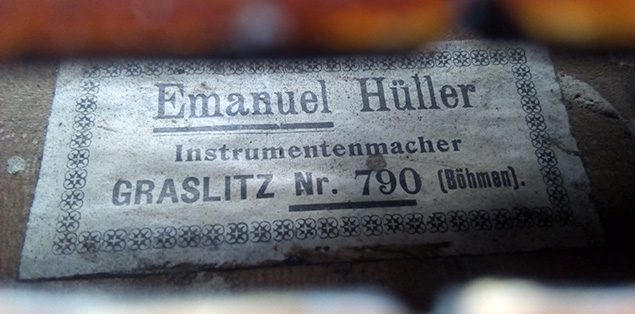 Emanuel Hüller
Instrumentenmacher
GRASLITZ Nr. 790 (Böhmen).